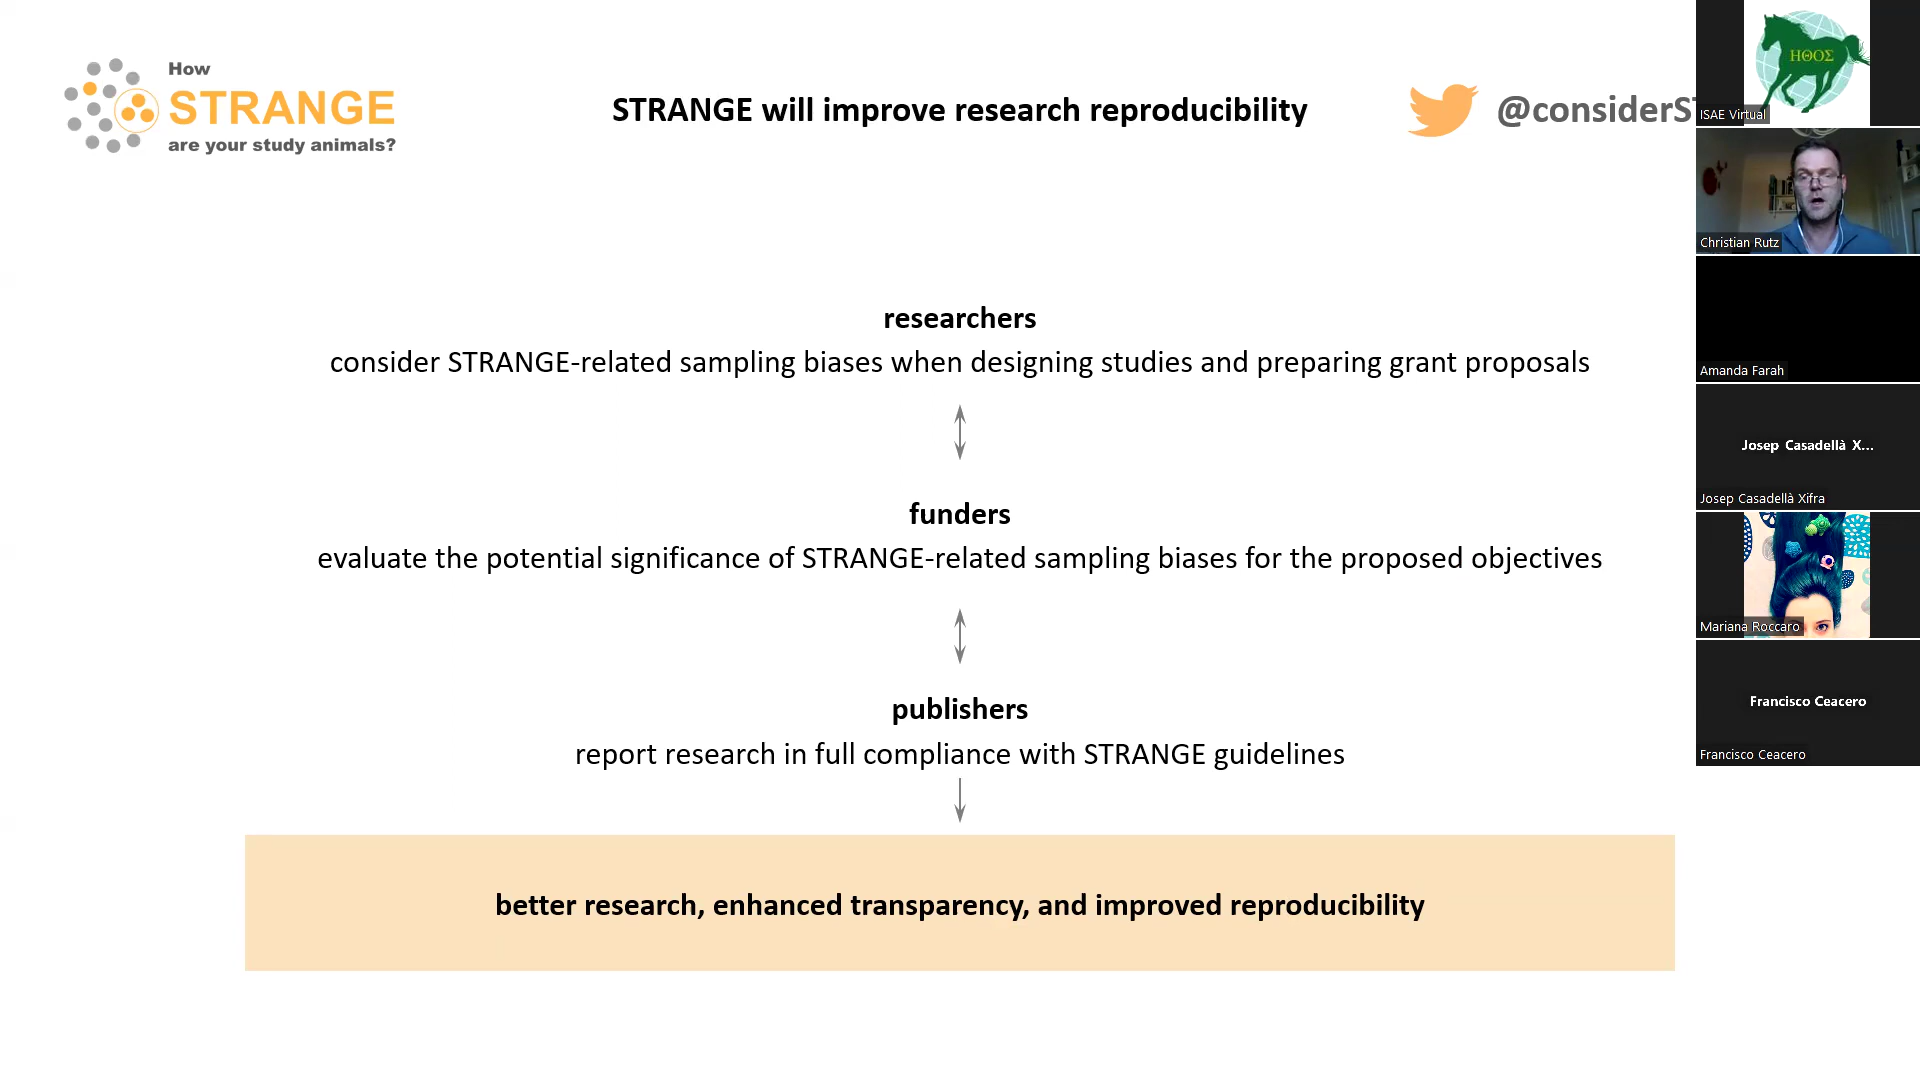 How
STRANGE
are your study animals?
STRANGE will improve research reproducibility
@considerST
researchers
consider STRANGE-related sampling biases when designing studies and preparing grant proposals
funders
evaluate the potential significance of STRANGE-related sampling biases for the proposed objectives
publishers
report research in full compliance with STRANGE guidelines
better research, enhanced transparency, and improved reproducibility
ΗΘΟΣ
ISAE Virtual
Christian Rutz
Amanda Farah
Josep Casadellà X...
Josep Casadellà Xifra
Mariana Roccaro
Francisco Ceacero
Francisco Ceacero